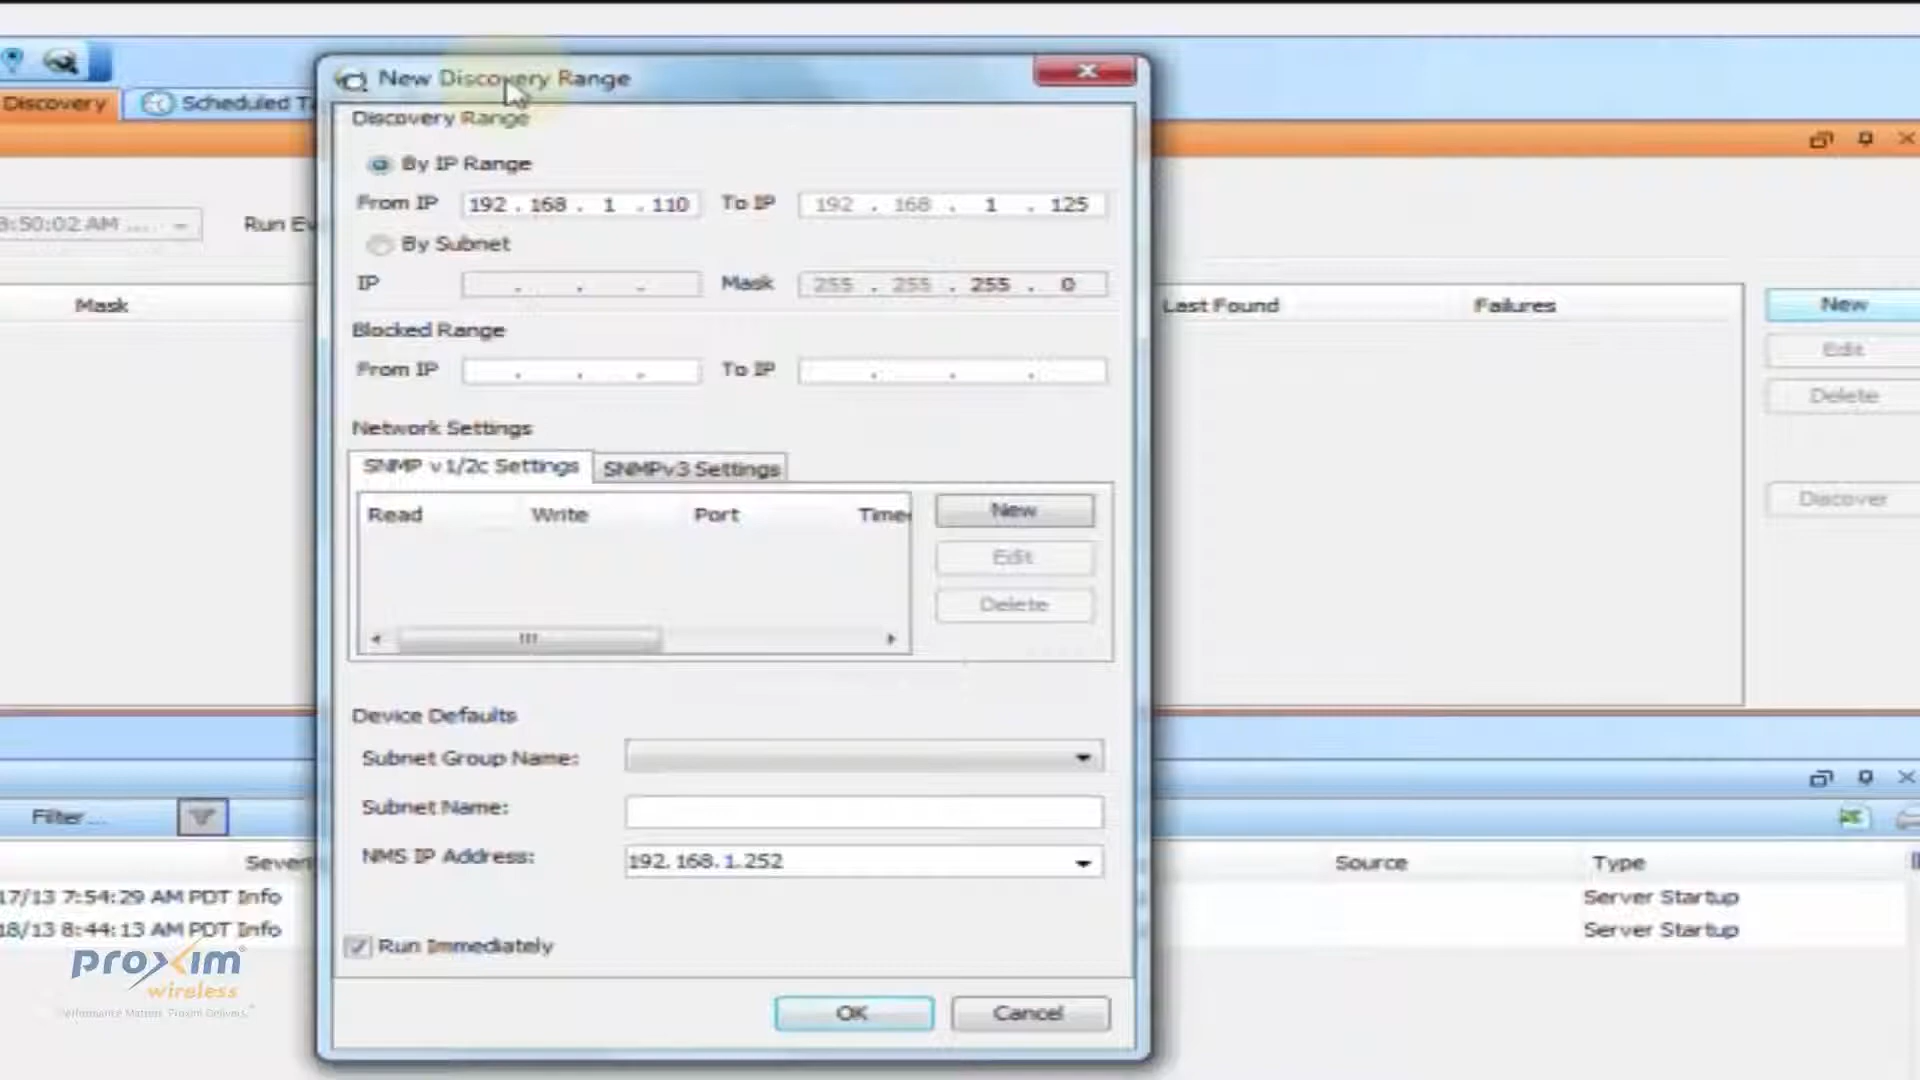 New Discovery Range
Discovery
Scheduled
Discovery Range
By IP Range
From IP 192 . 168 . 1 . 110 To IP 192 . 168 . 1 . 125
8:50:02 AM ....
Run
By Subnet
IP . . . Mask 255 . 255 . 255 . 0
Mask
Last Found
Failures
New
Edit
Delete
Discover
Blocked Range
From IP . . . To IP . . .
Network Settings
SNMP v1/2c Settings SNMPv3 Settings
Read Write Port
New
Edit
Delete
Device Defaults
Subnet Group Name:
Subnet Name:
NMS IP Address: 192.168.1.252
Run Immediately
OK Cancel
Filter...
Source Type
17/13 7:54:29 AM PDT Info Server Startup
18/13 8:44:13 AM PDT Info Server Startup
proxim
wireless
Performance Matters. Proxim Delivers.